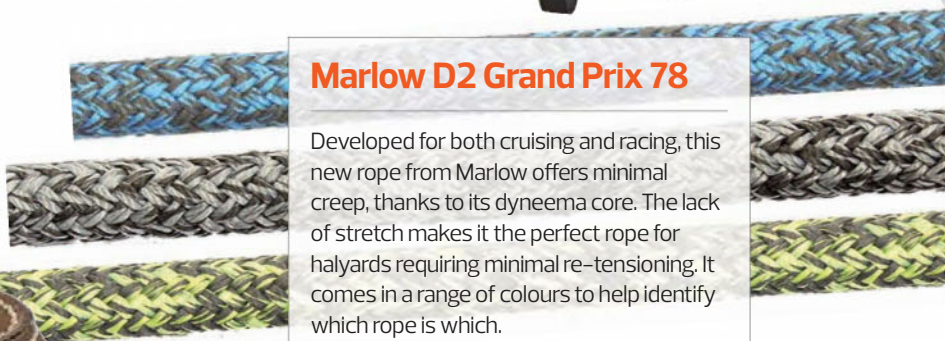 Marlow D2 Grand Prix 78
Developed for both cruising and racing, this
new rope from Marlow offers minimal
creep, thanks to its dyneema core. The lack
of stretch makes it the perfect rope for
halyards requiring minimal re-tensioning. It
comes in a range of colours to help identify
which rope is which.